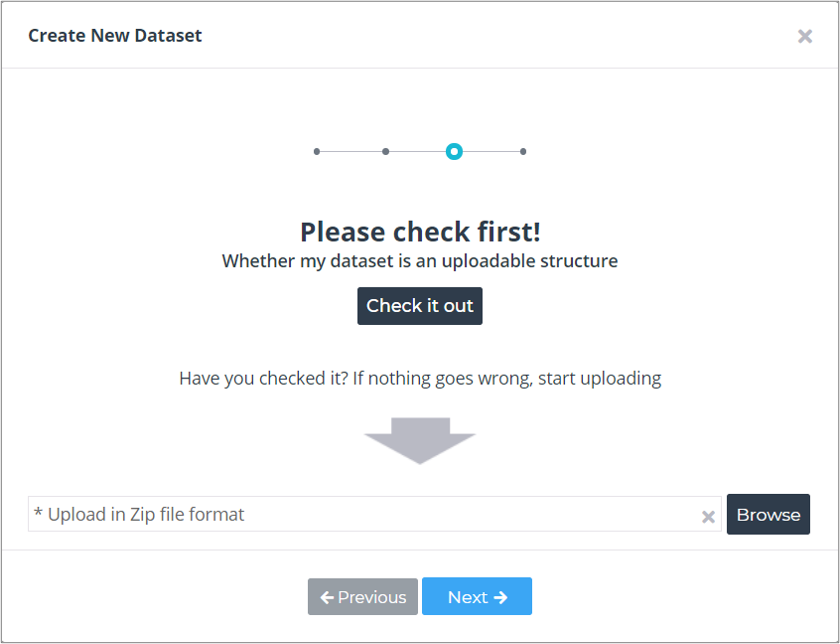 Create New Dataset
Please check first!
Whether my dataset is an uploadable structure
Check it out
Have you checked it? If nothing goes wrong, start uploading
* Upload in Zip file format
Browse
Previous
Next